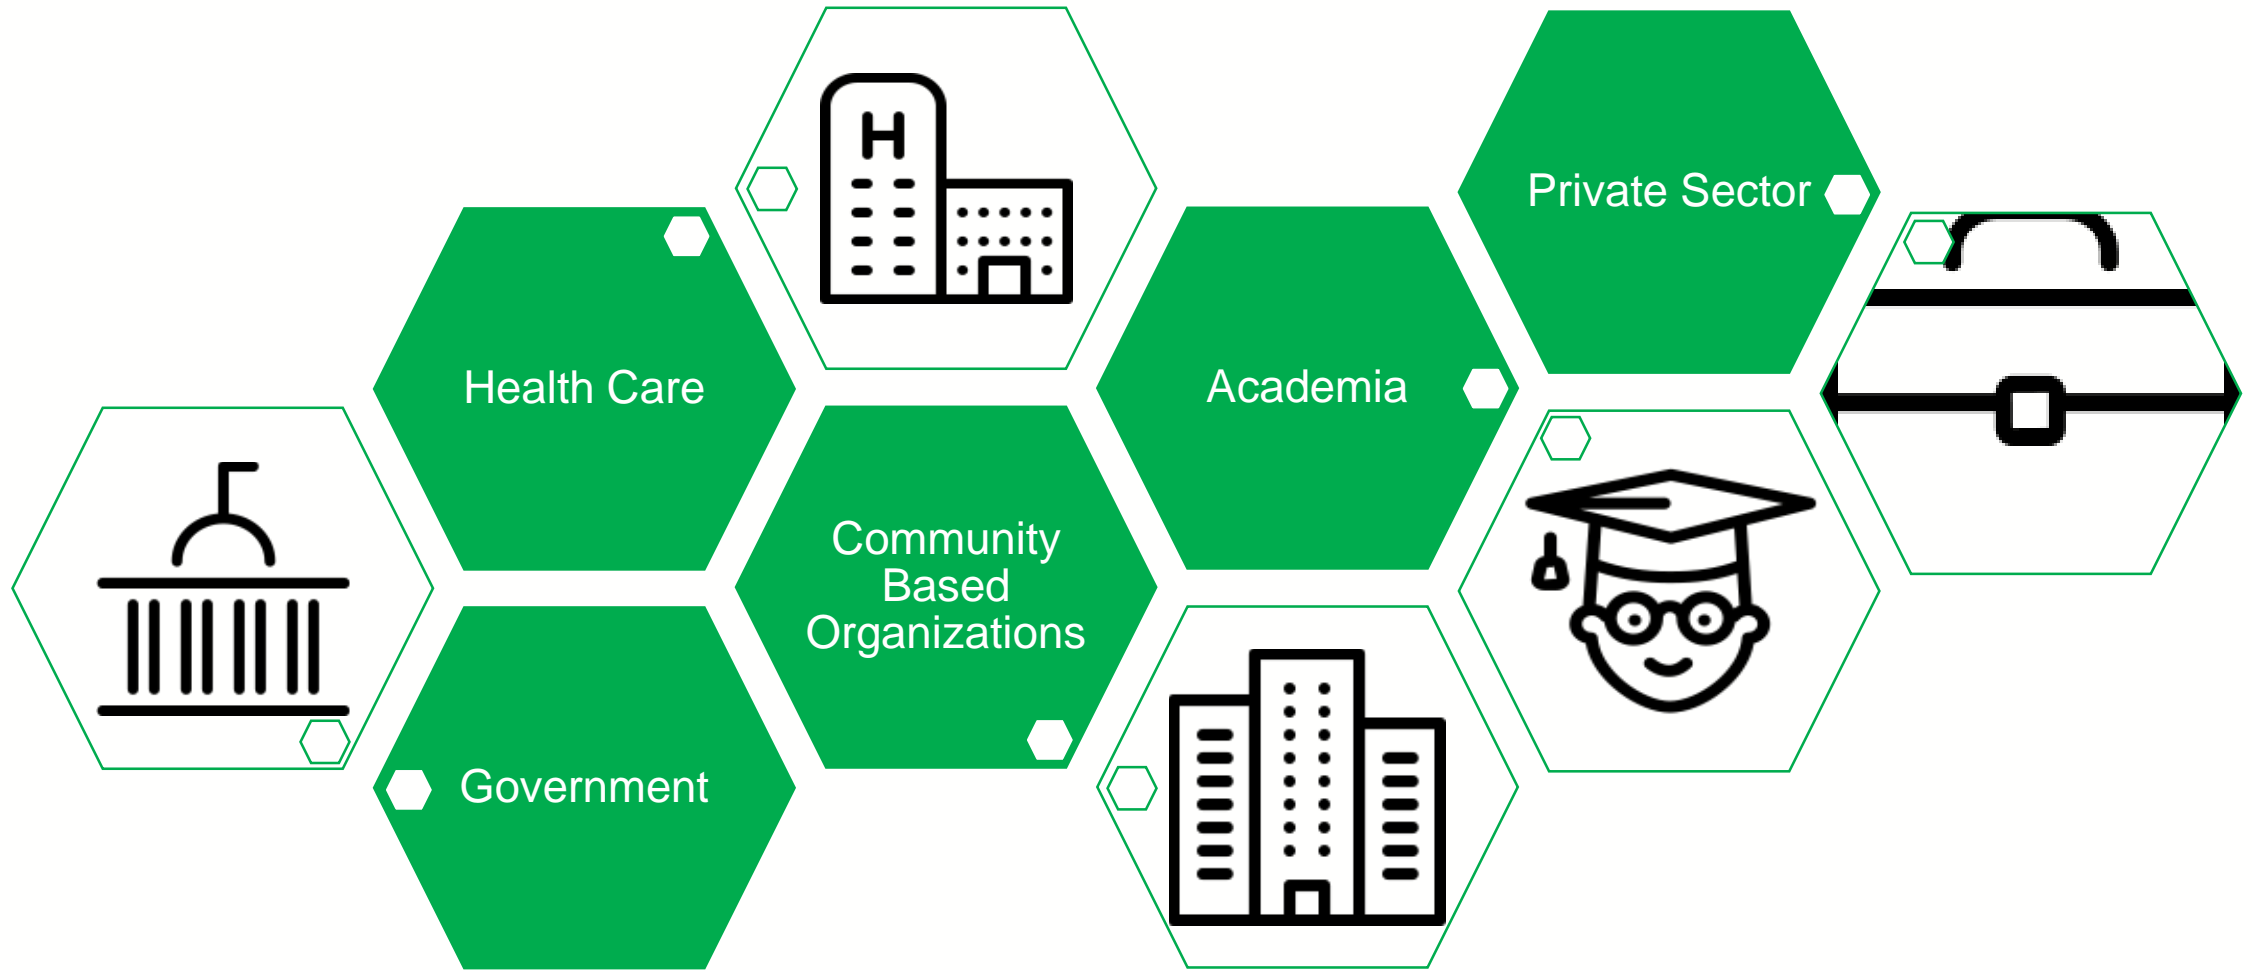 H
Private Sector
Health Care
Academia
Community
Based
Organizations
Government